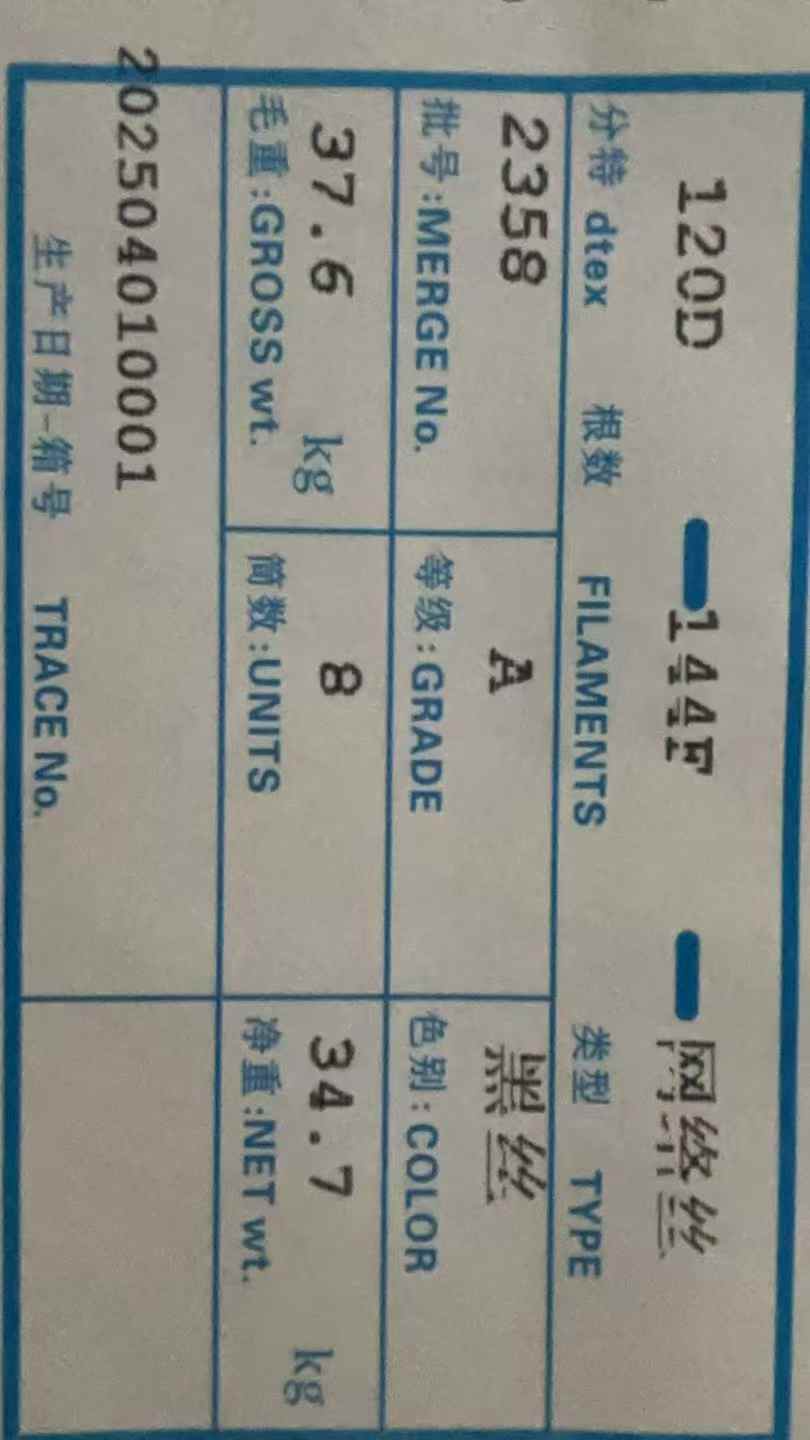 120D 144F 网络丝
分特 dtex 根数 FILAMENTS 类型 TYPE
2358 A 黑丝
批号:MERGE No. 等级:GRADE 色别:COLOR
37.6 kg 8 34.7 kg
毛重:GROSS wt. 筒数:UNITS 净重:NET wt.
202504010001
生产日期-箱号 TRACE No.